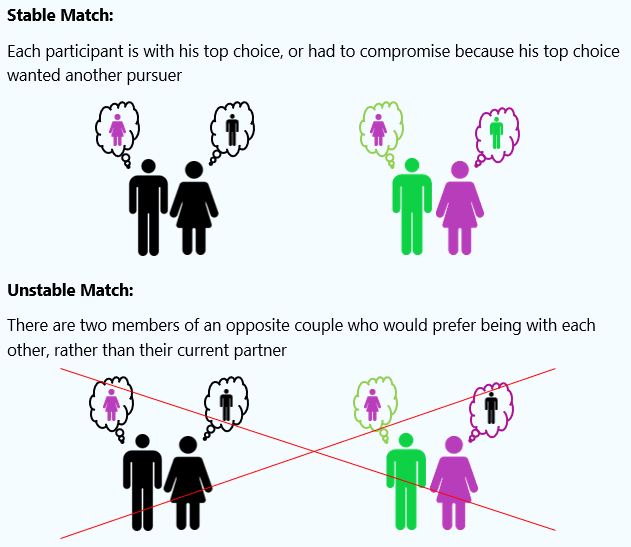 Stable Match:
Each participant is with his top choice, or had to compromise because his top choice
wanted another pursuer
Unstable Match:
There are two members of an opposite couple who would prefer being with each
other, rather than their current partner